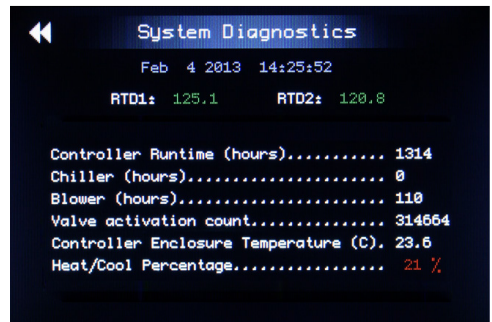 System Diagnostics
Feb 4 2013 14:25:52
RTD1: 125.1 RTD2: 120.8
Controller Runtime (hours)........... 1314
Chiller (hours)...................... 0
Blower (hours)....................... 110
Valve activation count............... 314664
Controller Enclosure Temperature (C). 23.6
Heat/Cool Percentage................. 21 %